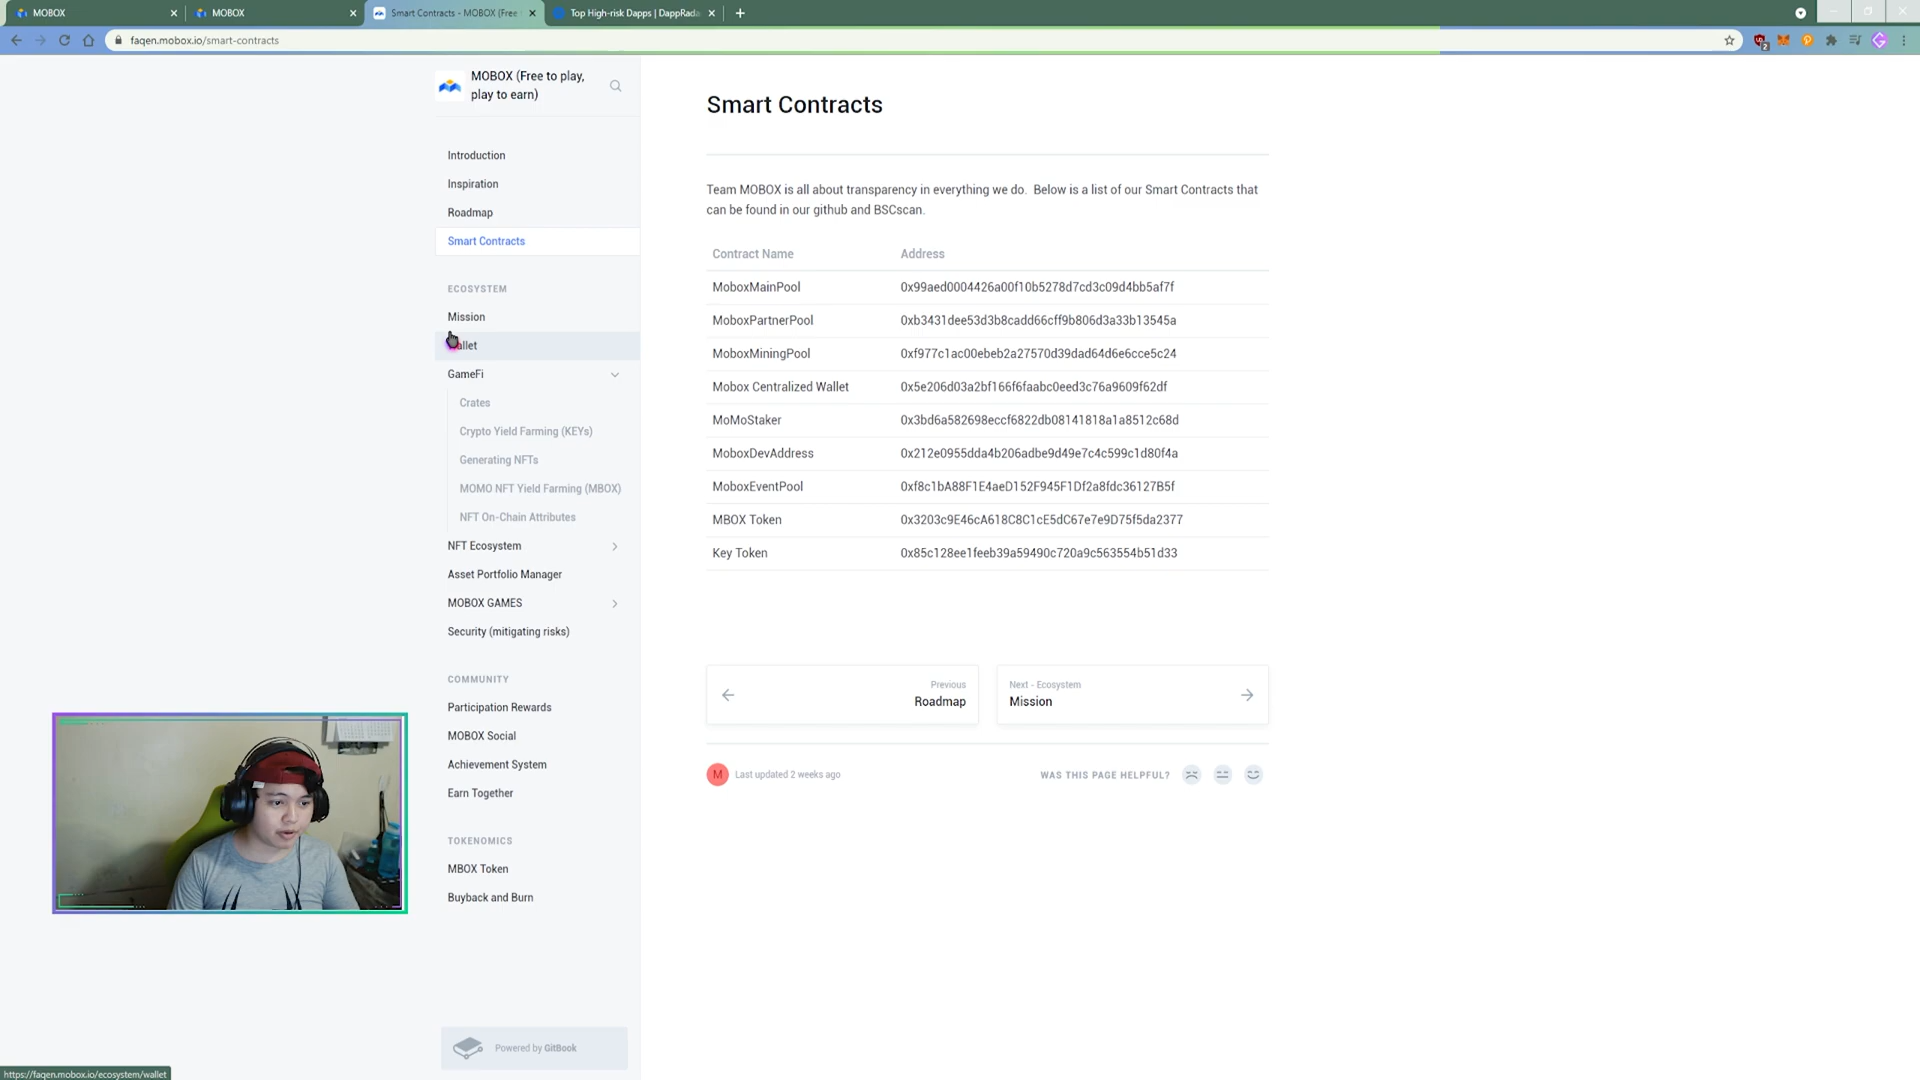 MOBOX
MOBOX
Smart Contracts - MOBOX (Free
Top High-risk Dapps | DappRada
faqen.mobox.io/smart-contracts
2
MOBOX (Free to play,
play to earn)
Introduction
Inspiration
Roadmap
Smart Contracts
ECOSYSTEM
Mission
allet
GameFi
Crates
Crypto Yield Farming (KEYs)
Generating NFTs
MOMO NFT Yield Farming (MBOX)
NFT On-Chain Attributes
NFT Ecosystem
Asset Portfolio Manager
MOBOX GAMES
Security (mitigating risks)
COMMUNITY
Participation Rewards
MOBOX Social
Achievement System
Earn Together
TOKENOMICS
MBOX Token
Buyback and Burn
Powered by GitBook
Smart Contracts
Team MOBOX is all about transparency in everything we do. Below is a list of our Smart Contracts that
can be found in our github and BSCscan.
Contract Name Address
MoboxMainPool 0x99aed0004426a00f10b5278d7cd3c09d4bb5af7f
MoboxPartnerPool 0xb3431dee53d3b8cadd66cff9b806d3a33b13545a
MoboxMiningPool 0xf977c1ac00ebeb2a27570d39dad64d6e6cce5c24
Mobox Centralized Wallet 0x5e206d03a2bf166f6faabc0eed3c76a9609f62df
MoMoStaker 0x3bd6a582698eccf6822db08141818a1a8512c68d
MoboxDevAddress 0x212e0955dda4b206adbe9d49e7c4c599c1d80f4a
MoboxEventPool 0xf8c1bA88F1E4aeD152F945F1Df2a8fdc36127B5f
MBOX Token 0x3203c9E46cA618C8C1cE5dC67e7e9D75f5da2377
Key Token 0x85c128ee1feeb39a59490c720a9c563554b51d33
Previous
Roadmap
Next - Ecosystem
Mission
M
Last updated 2 weeks ago
WAS THIS PAGE HELPFUL?
https://faqen.mobox.io/ecosystem/wallet